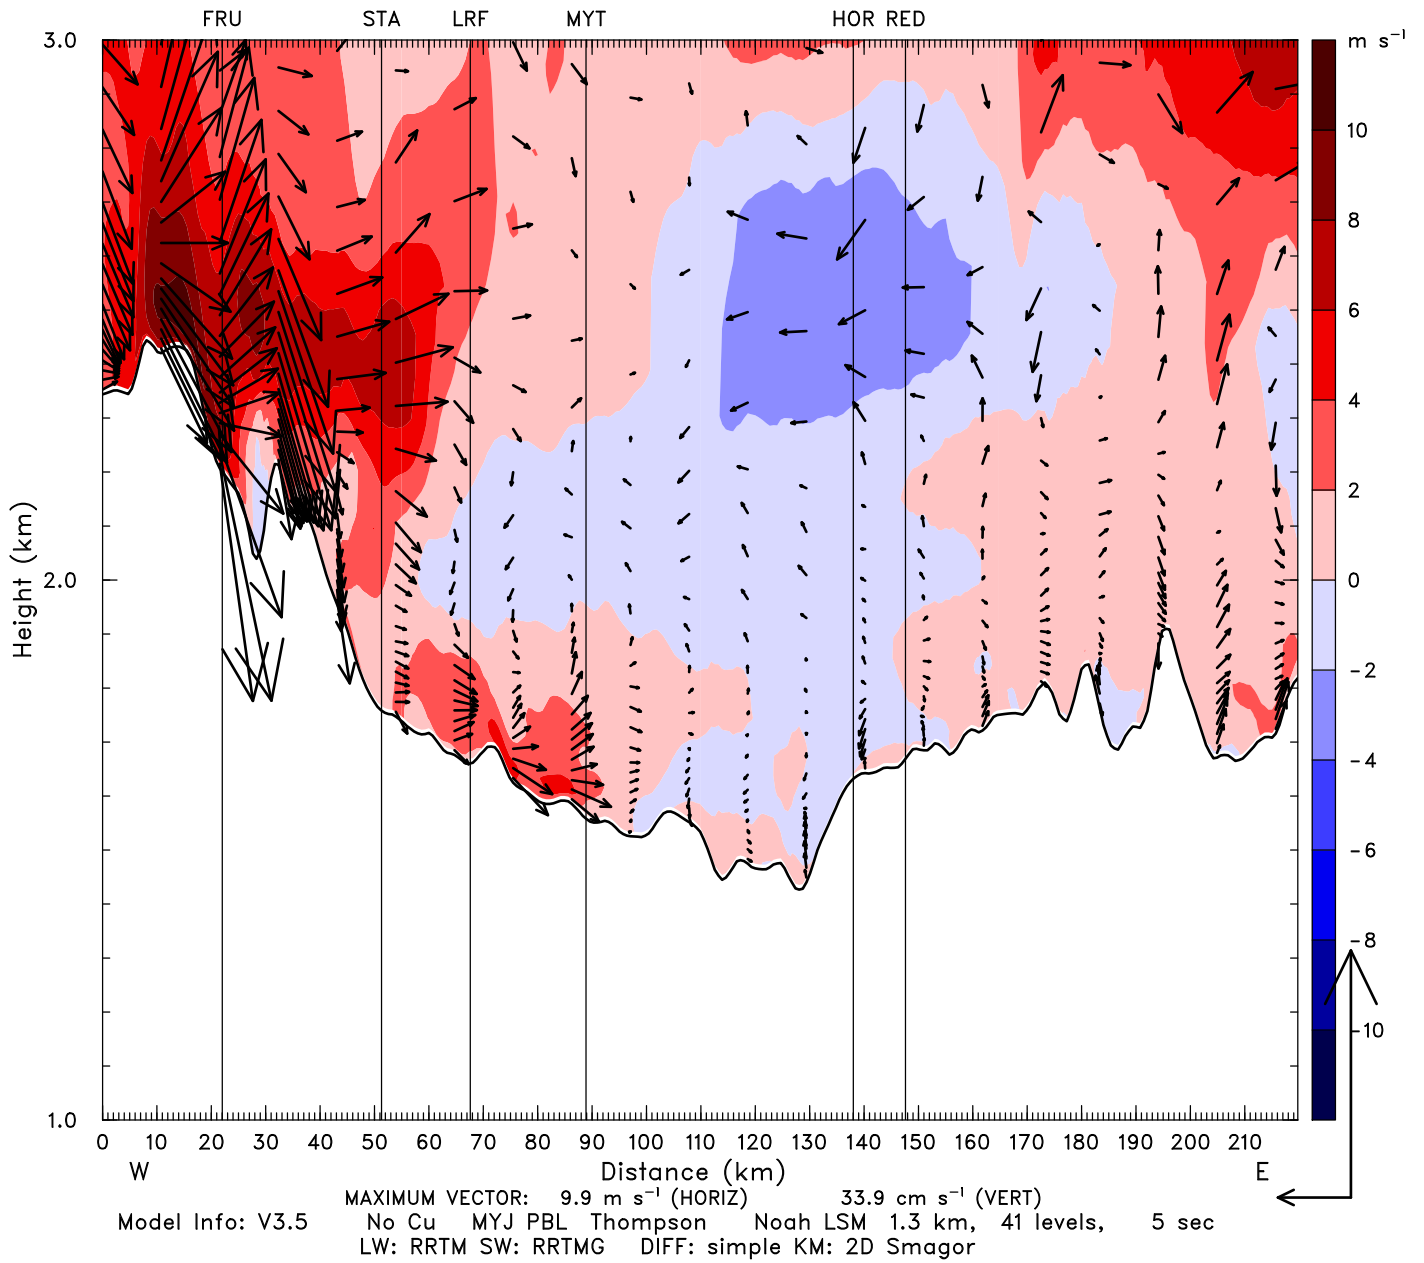 FRU STA LRF MYT HOR RED
3.0
m s⁻¹
10
8
6
4
2
0
-2
-4
-6
-8
-10
Height (km)
2.0
1.0
0 10 20 30 40 50 60 70 80 90 100 110 120 130 140 150 160 170 180 190 200 210
W Distance (km) E
MAXIMUM VECTOR: 9.9 m s⁻¹ (HORIZ) 33.9 cm s⁻¹ (VERT)
Model Info: V3.5 No Cu MYJ PBL Thompson Noah LSM 1.3 km, 41 levels, 5 sec
LW: RRTM SW: RRTMG DIFF: simple KM: 2D Smagor